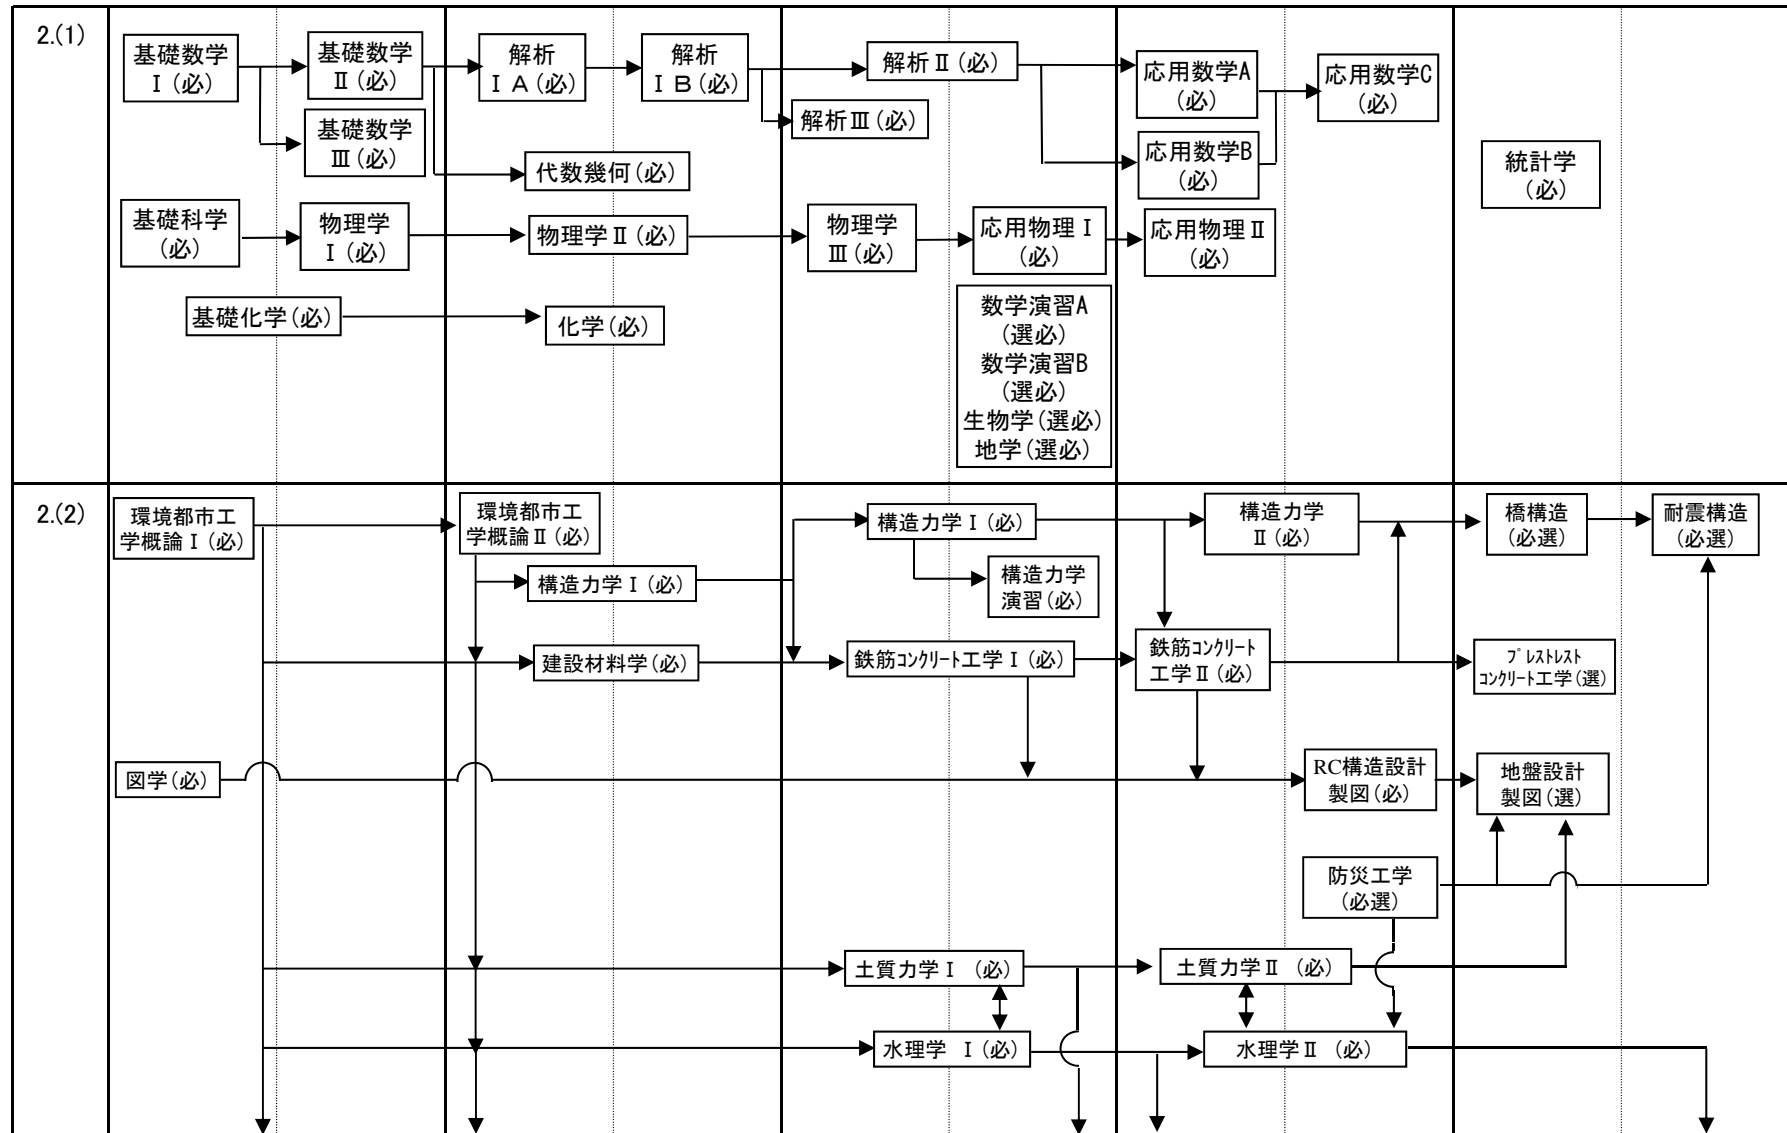 2.(1)
基礎数学
Ⅰ(必)
基礎数学
Ⅱ(必)
基礎数学
Ⅲ(必)
解析
Ⅰ A(必)
解析
Ⅰ B(必)
解析Ⅱ(必)
解析Ⅲ(必)
応用数学A
(必)
応用数学B
(必)
応用数学C
(必)
代数幾何(必)
統計学
(必)
基礎科学
(必)
物理学
Ⅰ(必)
物理学Ⅱ(必)
物理学
Ⅲ(必)
応用物理Ⅰ
(必)
応用物理Ⅱ
(必)
基礎化学(必)
化学(必)
数学演習A
(選必)
数学演習B
(選必)
生物学(選必)
地学(選必)
2.(2)
環境都市工
学概論Ⅰ(必)
環境都市工
学概論Ⅱ(必)
構造力学Ⅰ(必)
構造力学Ⅰ(必)
構造力学
演習(必)
構造力学
Ⅱ(必)
橋構造
(必選)
耐震構造
(必選)
建設材料学(必)
鉄筋ｺﾝｸﾘｰﾄ工学Ⅰ(必)
鉄筋ｺﾝｸﾘｰﾄ
工学Ⅱ(必)
ﾌﾟﾚｽﾄﾚｽﾄ
ｺﾝｸﾘｰﾄ工学(選)
図学(必)
RC構造設計
製図(必)
地盤設計
製図(選)
防災工学
(必選)
土質力学Ⅰ (必)
土質力学Ⅱ (必)
水理学 Ⅰ(必)
水理学Ⅱ (必)